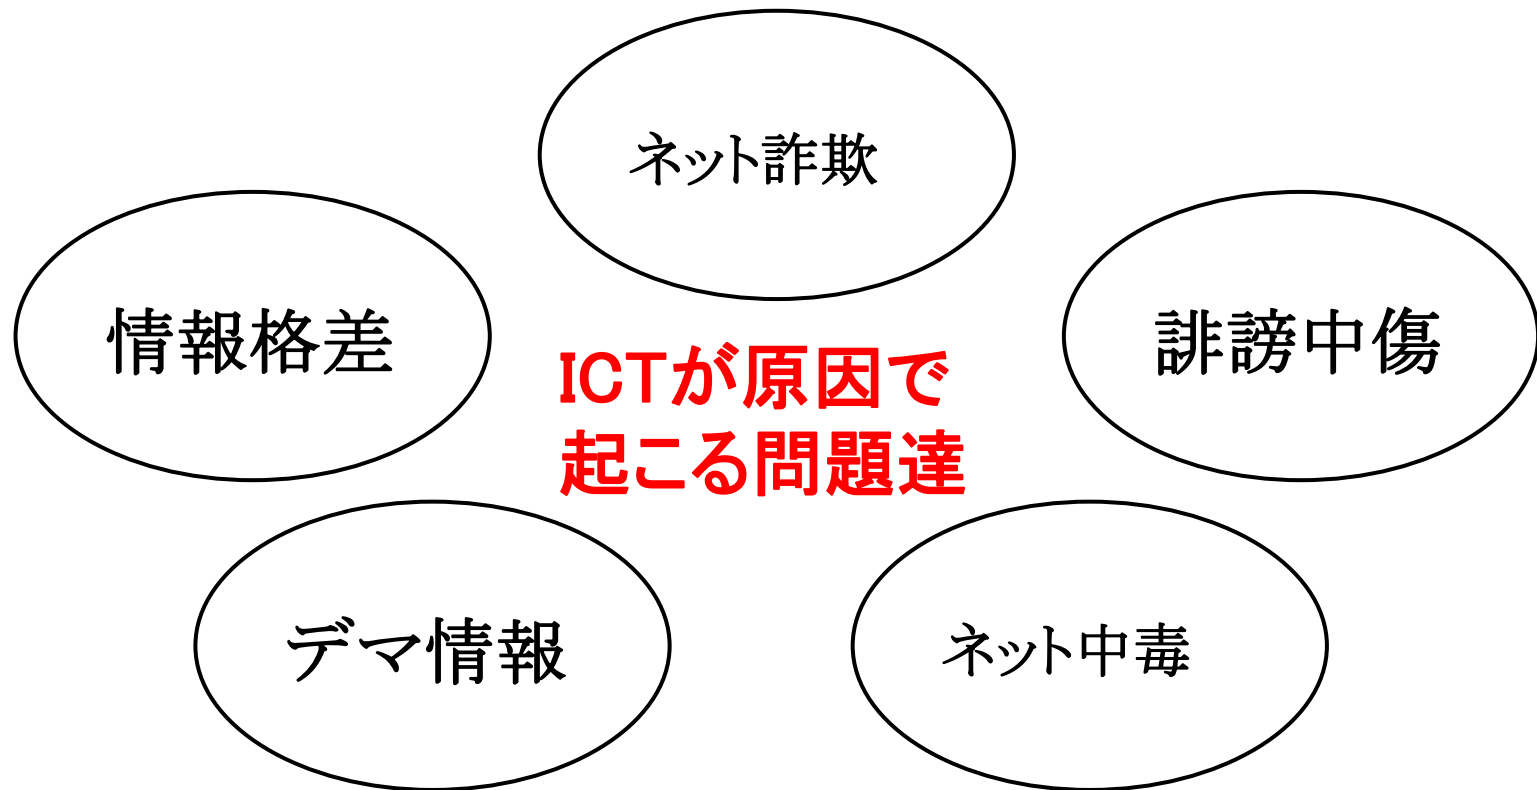 ネット詐欺
情報格差
誹謗中傷
ICTが原因で
起こる問題達
デマ情報
ネット中毒